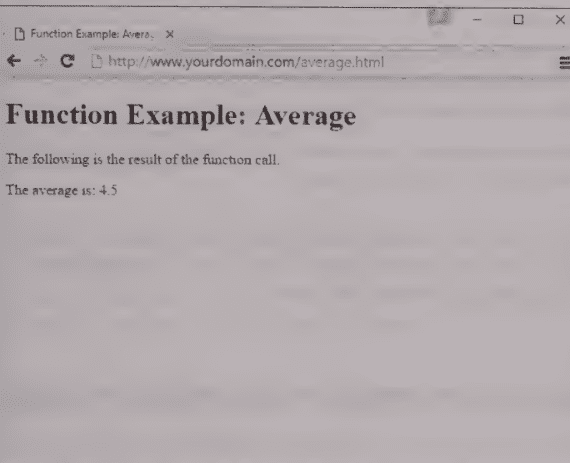 Function Example: Avera
http://www.yourdomain.com/average.html
Function Example: Average
The following is the result of the function call.
The average is: 4.5